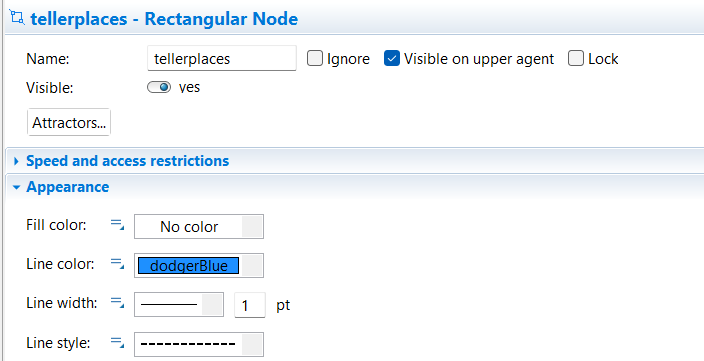 tellerplaces - Rectangular Node
Name: tellerplaces Ignore Visible on upper agent Lock
Visible: yes
Attractors...
Speed and access restrictions
Appearance
Fill color: No color
Line color: dodgerBlue
Line width: 1 pt
Line style: